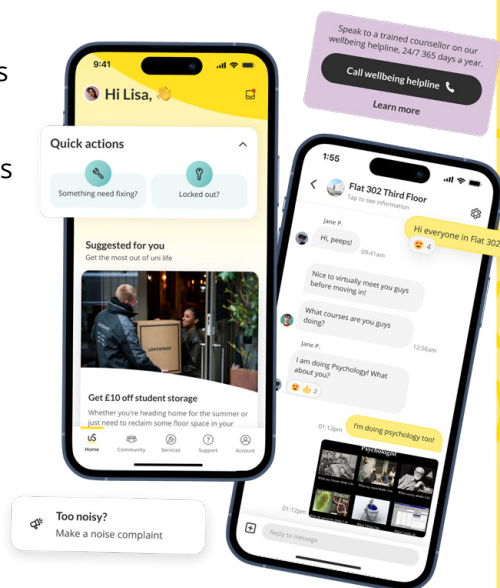 s
s
9:41
Hi Lisa,
Quick actions
Something need fixing?
Locked out?
Suggested for you
Get the most out of uni life
LOVESPACE
Get £10 off student storage
Whether you're heading home for the summer or
just need to reclaim some floor space in your
uS
Home
Community
Services
Support
Account
Too noisy?
Make a noise complaint
Speak to a trained counsellor on our
wellbeing helpline, 24/7 365 days a year.
Call wellbeing helpline
Learn more
1:55
Flat 302 Third Floor
Tap to see information
Hi everyone in Flat 302
4
Jane P.
Hi, peeps!
09:41am
Nice to virtually meet you guys
before moving in!
What courses are you guys
doing?
12:56am
Jane P.
I am doing Psychology! What
about you?
2
01:12pm
I'm doing psychology too!
Psychologist
01:12pm
Reply to message